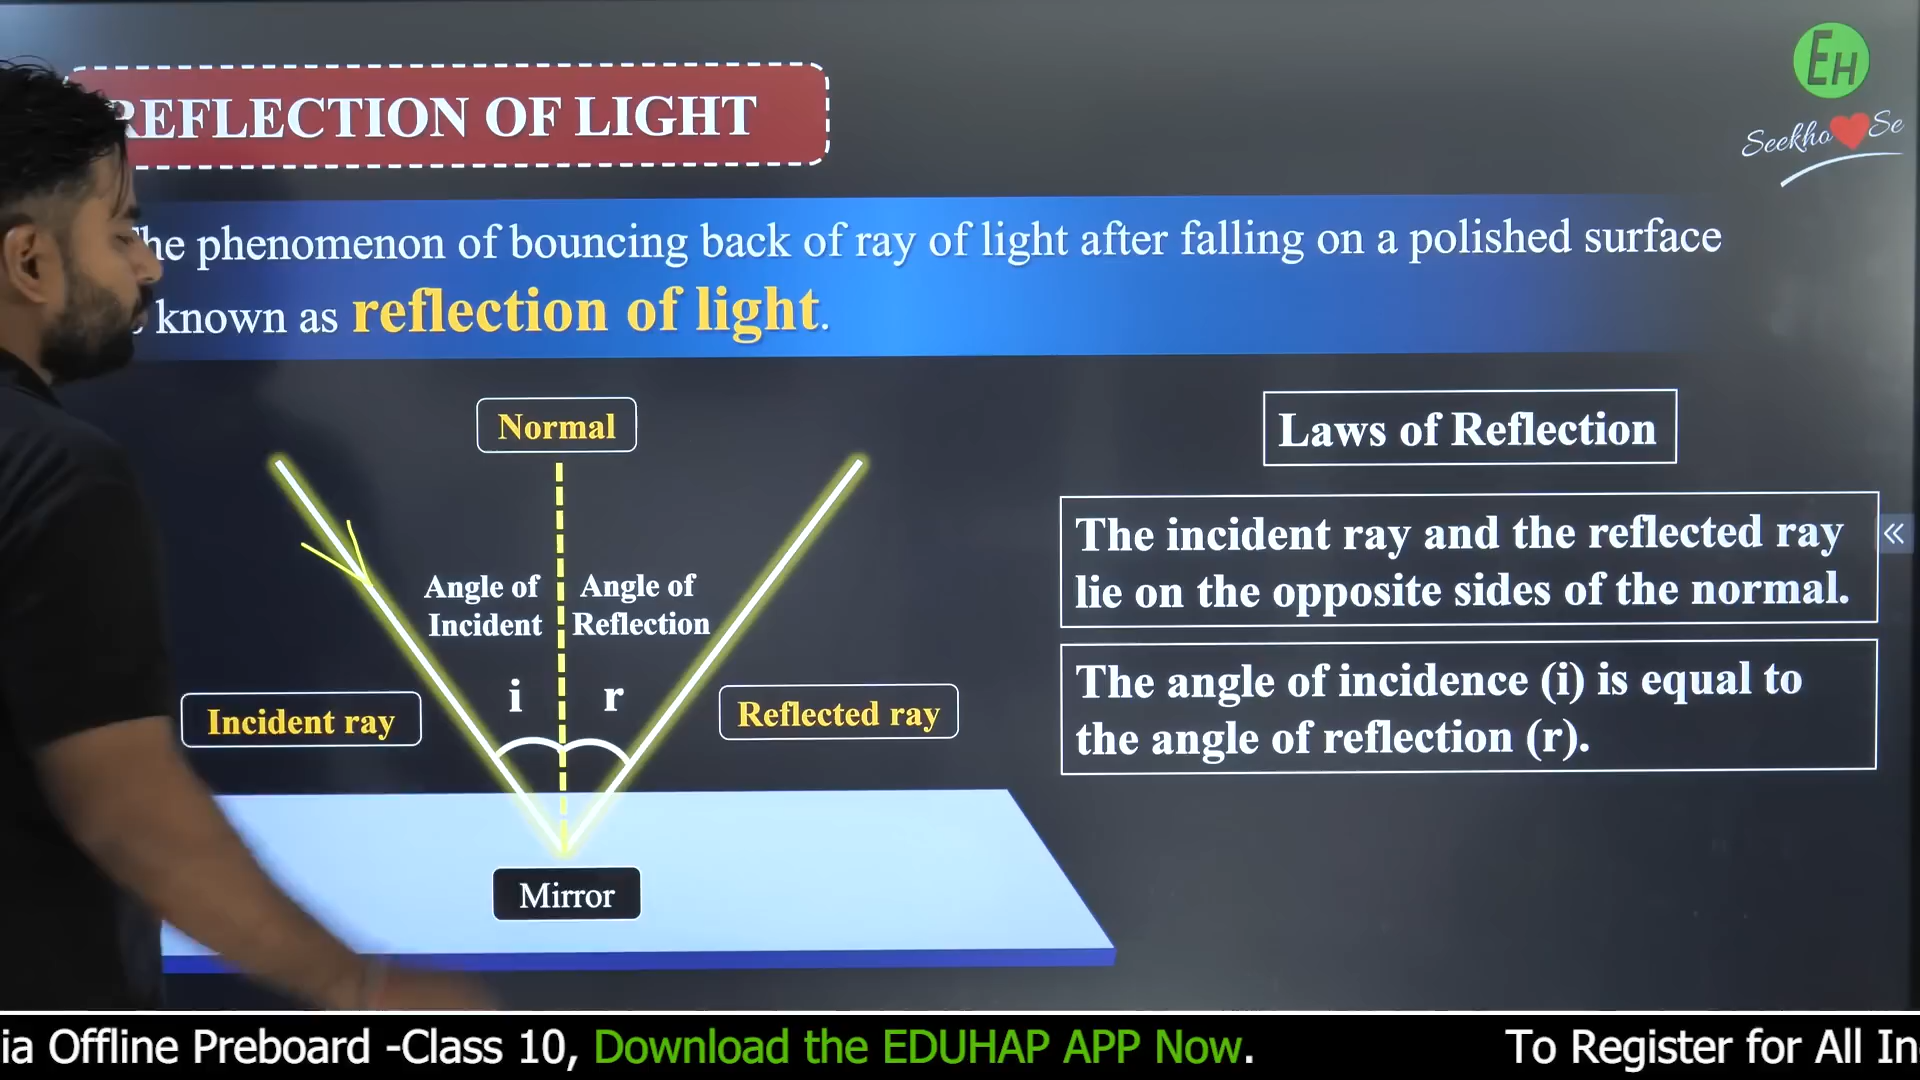 REFLECTION OF LIGHT
EH
Seekho Se
The phenomenon of bouncing back of ray of light after falling on a polished surface
known as reflection of light.
Normal
Laws of Reflection
The incident ray and the reflected ray
lie on the opposite sides of the normal.
«
Angle of Incident
Angle of Reflection
i
r
The angle of incidence (i) is equal to
the angle of reflection (r).
Incident ray
Reflected ray
Mirror
ia Offline Preboard -Class 10, Download the EDUHAP APP Now. To Register for All In